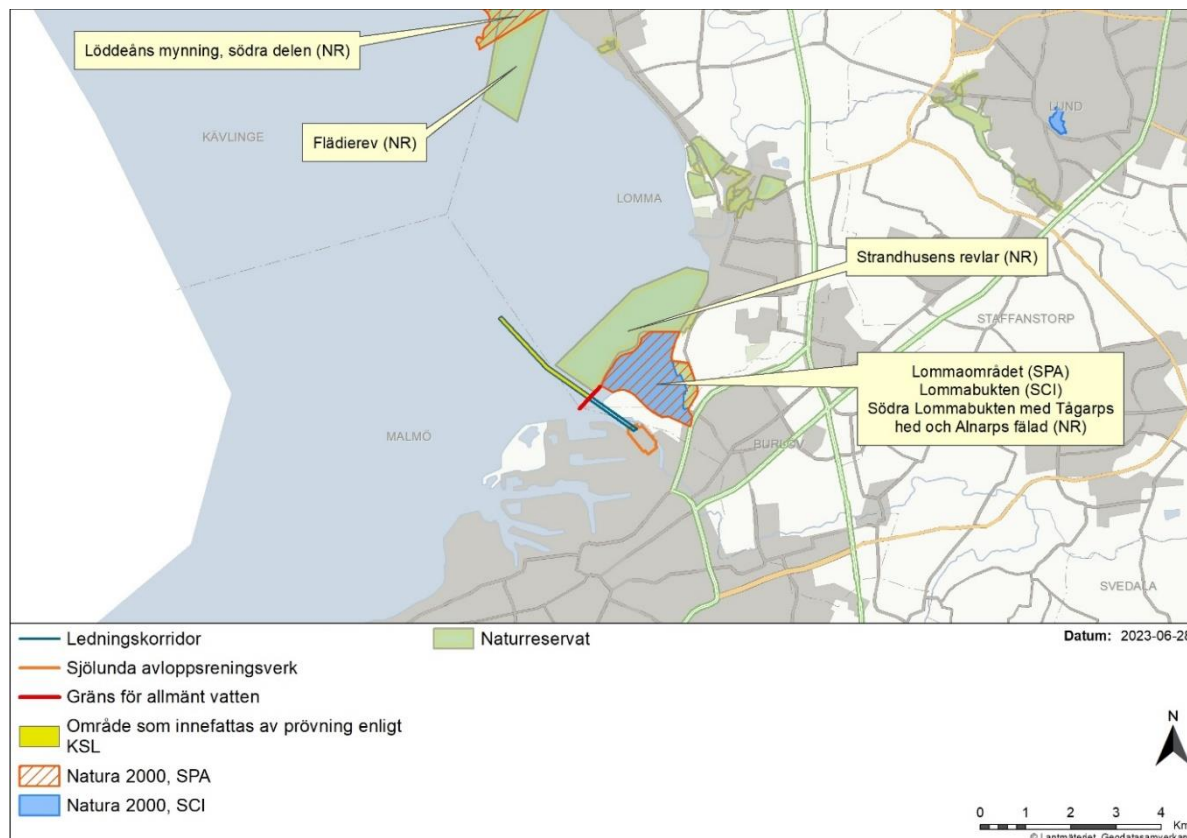 Löddeåns mynning, södra delen (NR)
KÄVLINGE
Flädierev (NR)
LUND
LOMMA
Strandhusens revlar (NR)
STAFFANSTORP
Lommaområdet (SPA)
Lommabukten (SCI)
Södra Lommabukten med Tågarps
hed och Alnarps fälad (NR)
MALMÖ
BURLÖV
SVEDALA
Ledningskorridor
Sjölunda avloppsreningsverk
Gräns för allmänt vatten
Område som innefattas av prövning enligt
KSL
Natura 2000, SPA
Natura 2000, SCI
Naturreservat
Datum: 2023-06-28
N
0 1 2 3 4
Km
© Lantmäteriet, Geodatasamverkan